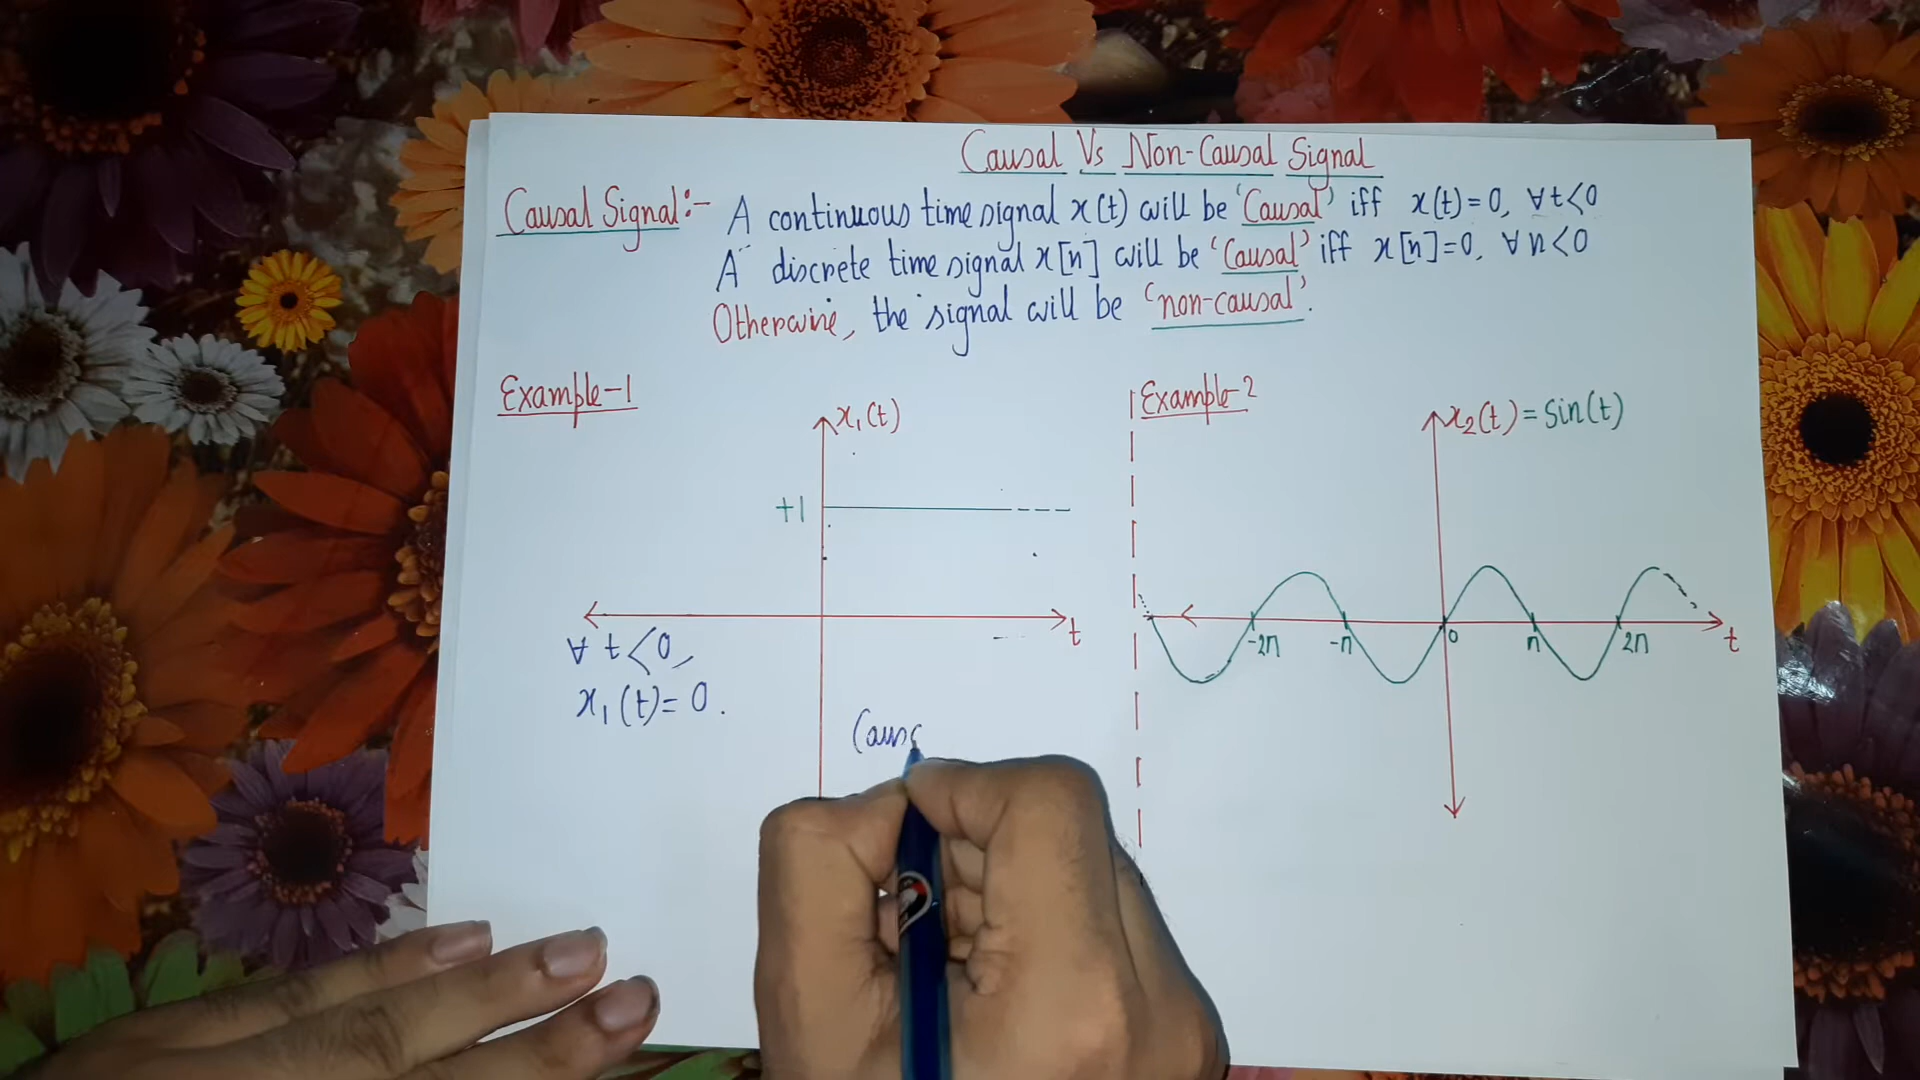 Causal Vs Non-Causal Signal
Causal Signal:- A continuous time signal x(t) will be 'Causal' iff x(t)=0, ∀t<0
A discrete time signal x[n] will be 'Causal' iff x[n]=0, ∀ n<0
Otherwise, the signal will be 'non-causal'.
Example-1
x₁(t)
+1
t
∀ t<0,
x₁(t)=0.
Caus
Example-2
x₂(t)=Sin(t)
-2π -π 0 π 2π t